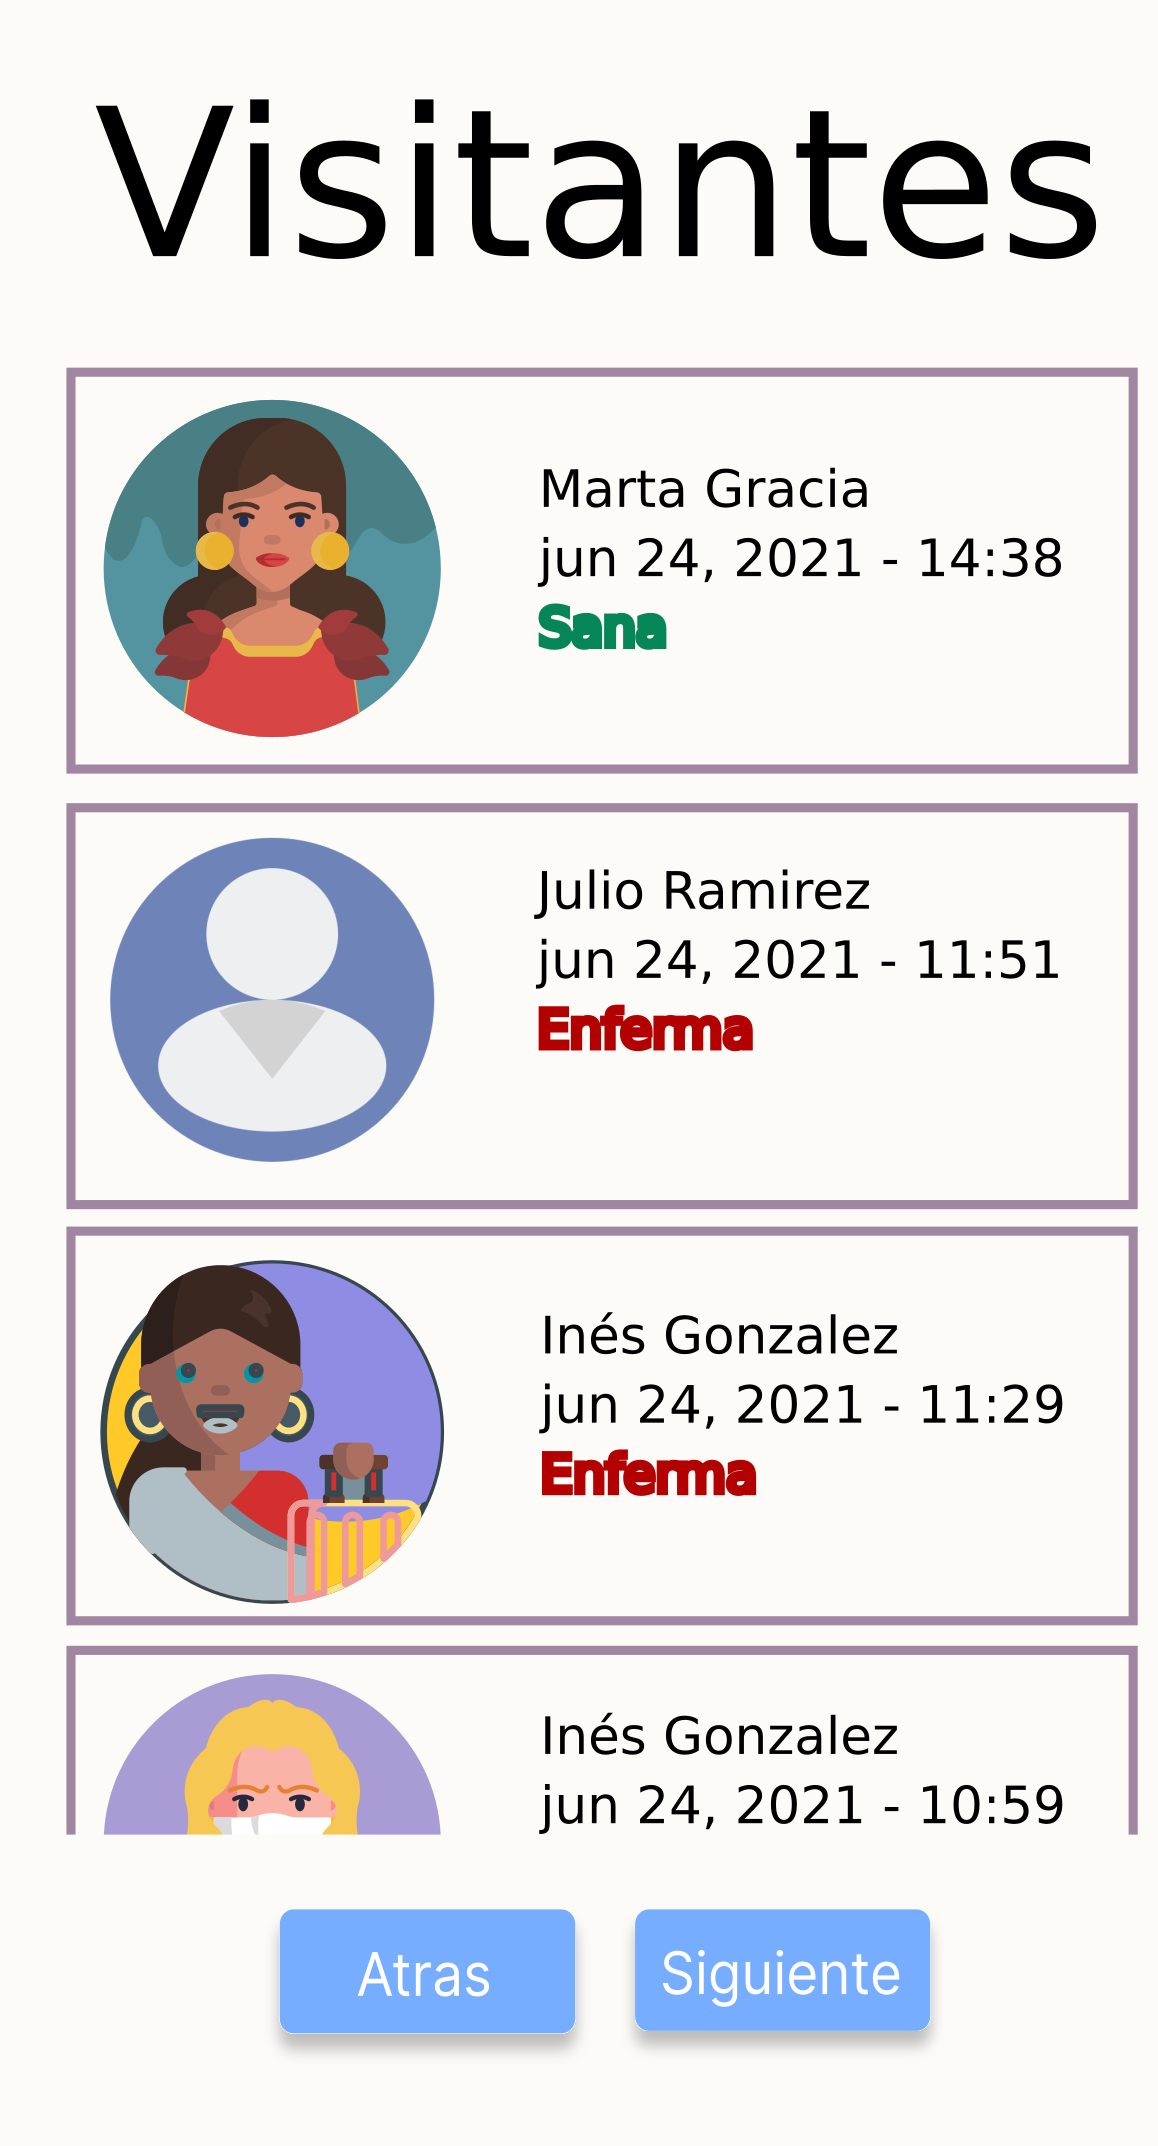 Visitantes
Marta Gracia
jun 24, 2021 - 14:38
Sana
Julio Ramirez
jun 24, 2021 - 11:51
Enferma
Inés Gonzalez
jun 24, 2021 - 11:29
Enferma
Inés Gonzalez
jun 24, 2021 - 10:59
Atras
Siguiente